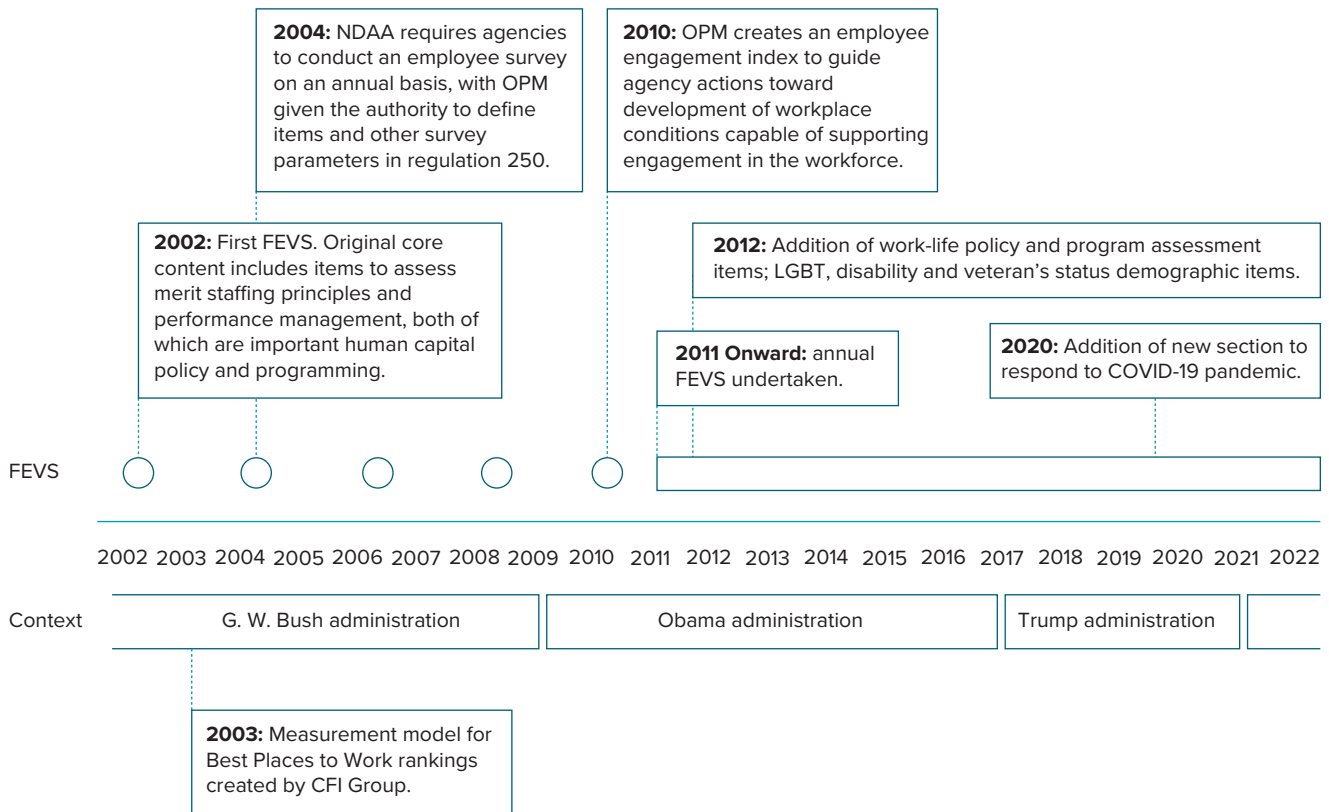 2004: NDAA requires agencies
to conduct an employee survey
on an annual basis, with OPM
given the authority to define
items and other survey
parameters in regulation 250.
2010: OPM creates an employee
engagement index to guide
agency actions toward
development of workplace
conditions capable of supporting
engagement in the workforce.
2002: First FEVS. Original core
content includes items to assess
merit staffing principles and
performance management, both of
which are important human capital
policy and programming.
2012: Addition of work-life policy and program assessment
items; LGBT, disability and veteran's status demographic items.
2011 Onward: annual
FEVS undertaken.
2020: Addition of new section to
respond to COVID-19 pandemic.
FEVS
2002 2003 2004 2005 2006 2007 2008 2009 2010 2011 2012 2013 2014 2015 2016 2017 2018 2019 2020 2021 2022
Context
G. W. Bush administration
Obama administration
Trump administration
2003: Measurement model for
Best Places to Work rankings
created by CFI Group.